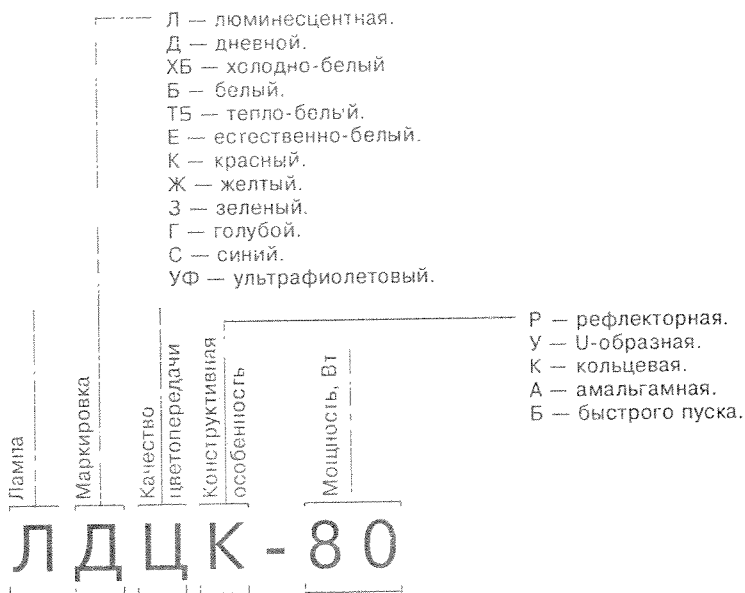 Л — люминесцентная.
Д — дневной.
ХБ — холодно-белый
Б — белый.
ТБ — тепло-белый.
Е — естественно-белый.
К — красный.
Ж — желтый.
З — зеленый.
Г — голубой.
С — синий.
УФ — ультрафиолетовый.
Р — рефлекторная.
У — U-образная.
К — кольцевая.
А — амальгамная.
Б — быстрого пуска.
Лампа
Маркировка
Качество
цветопередачи
Конструктивная
особенность
Мощность, Вт
ЛДЦК-80